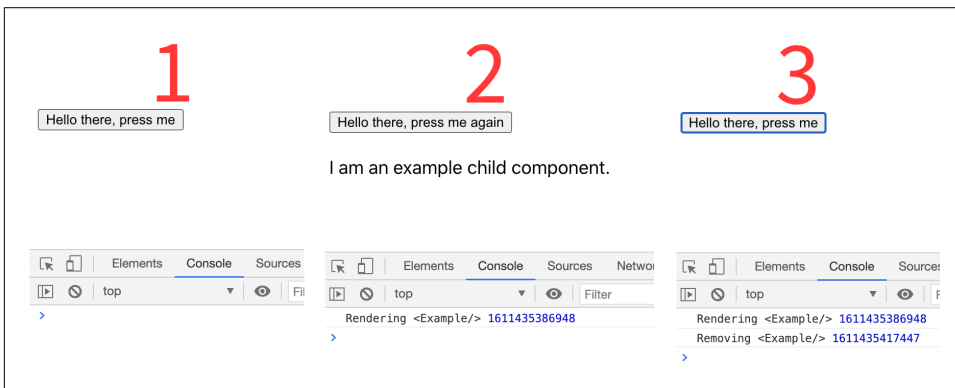 1
Hello there, press me
Elements Console Sources
top Fil
2
Hello there, press me again
I am an example child component.
Elements Console Sources Networ
top Filter
Rendering <Example/> 1611435386948
3
Hello there, press me
Elements Console Sources
top F
Rendering <Example/> 1611435386948
Removing <Example/> 1611435417447